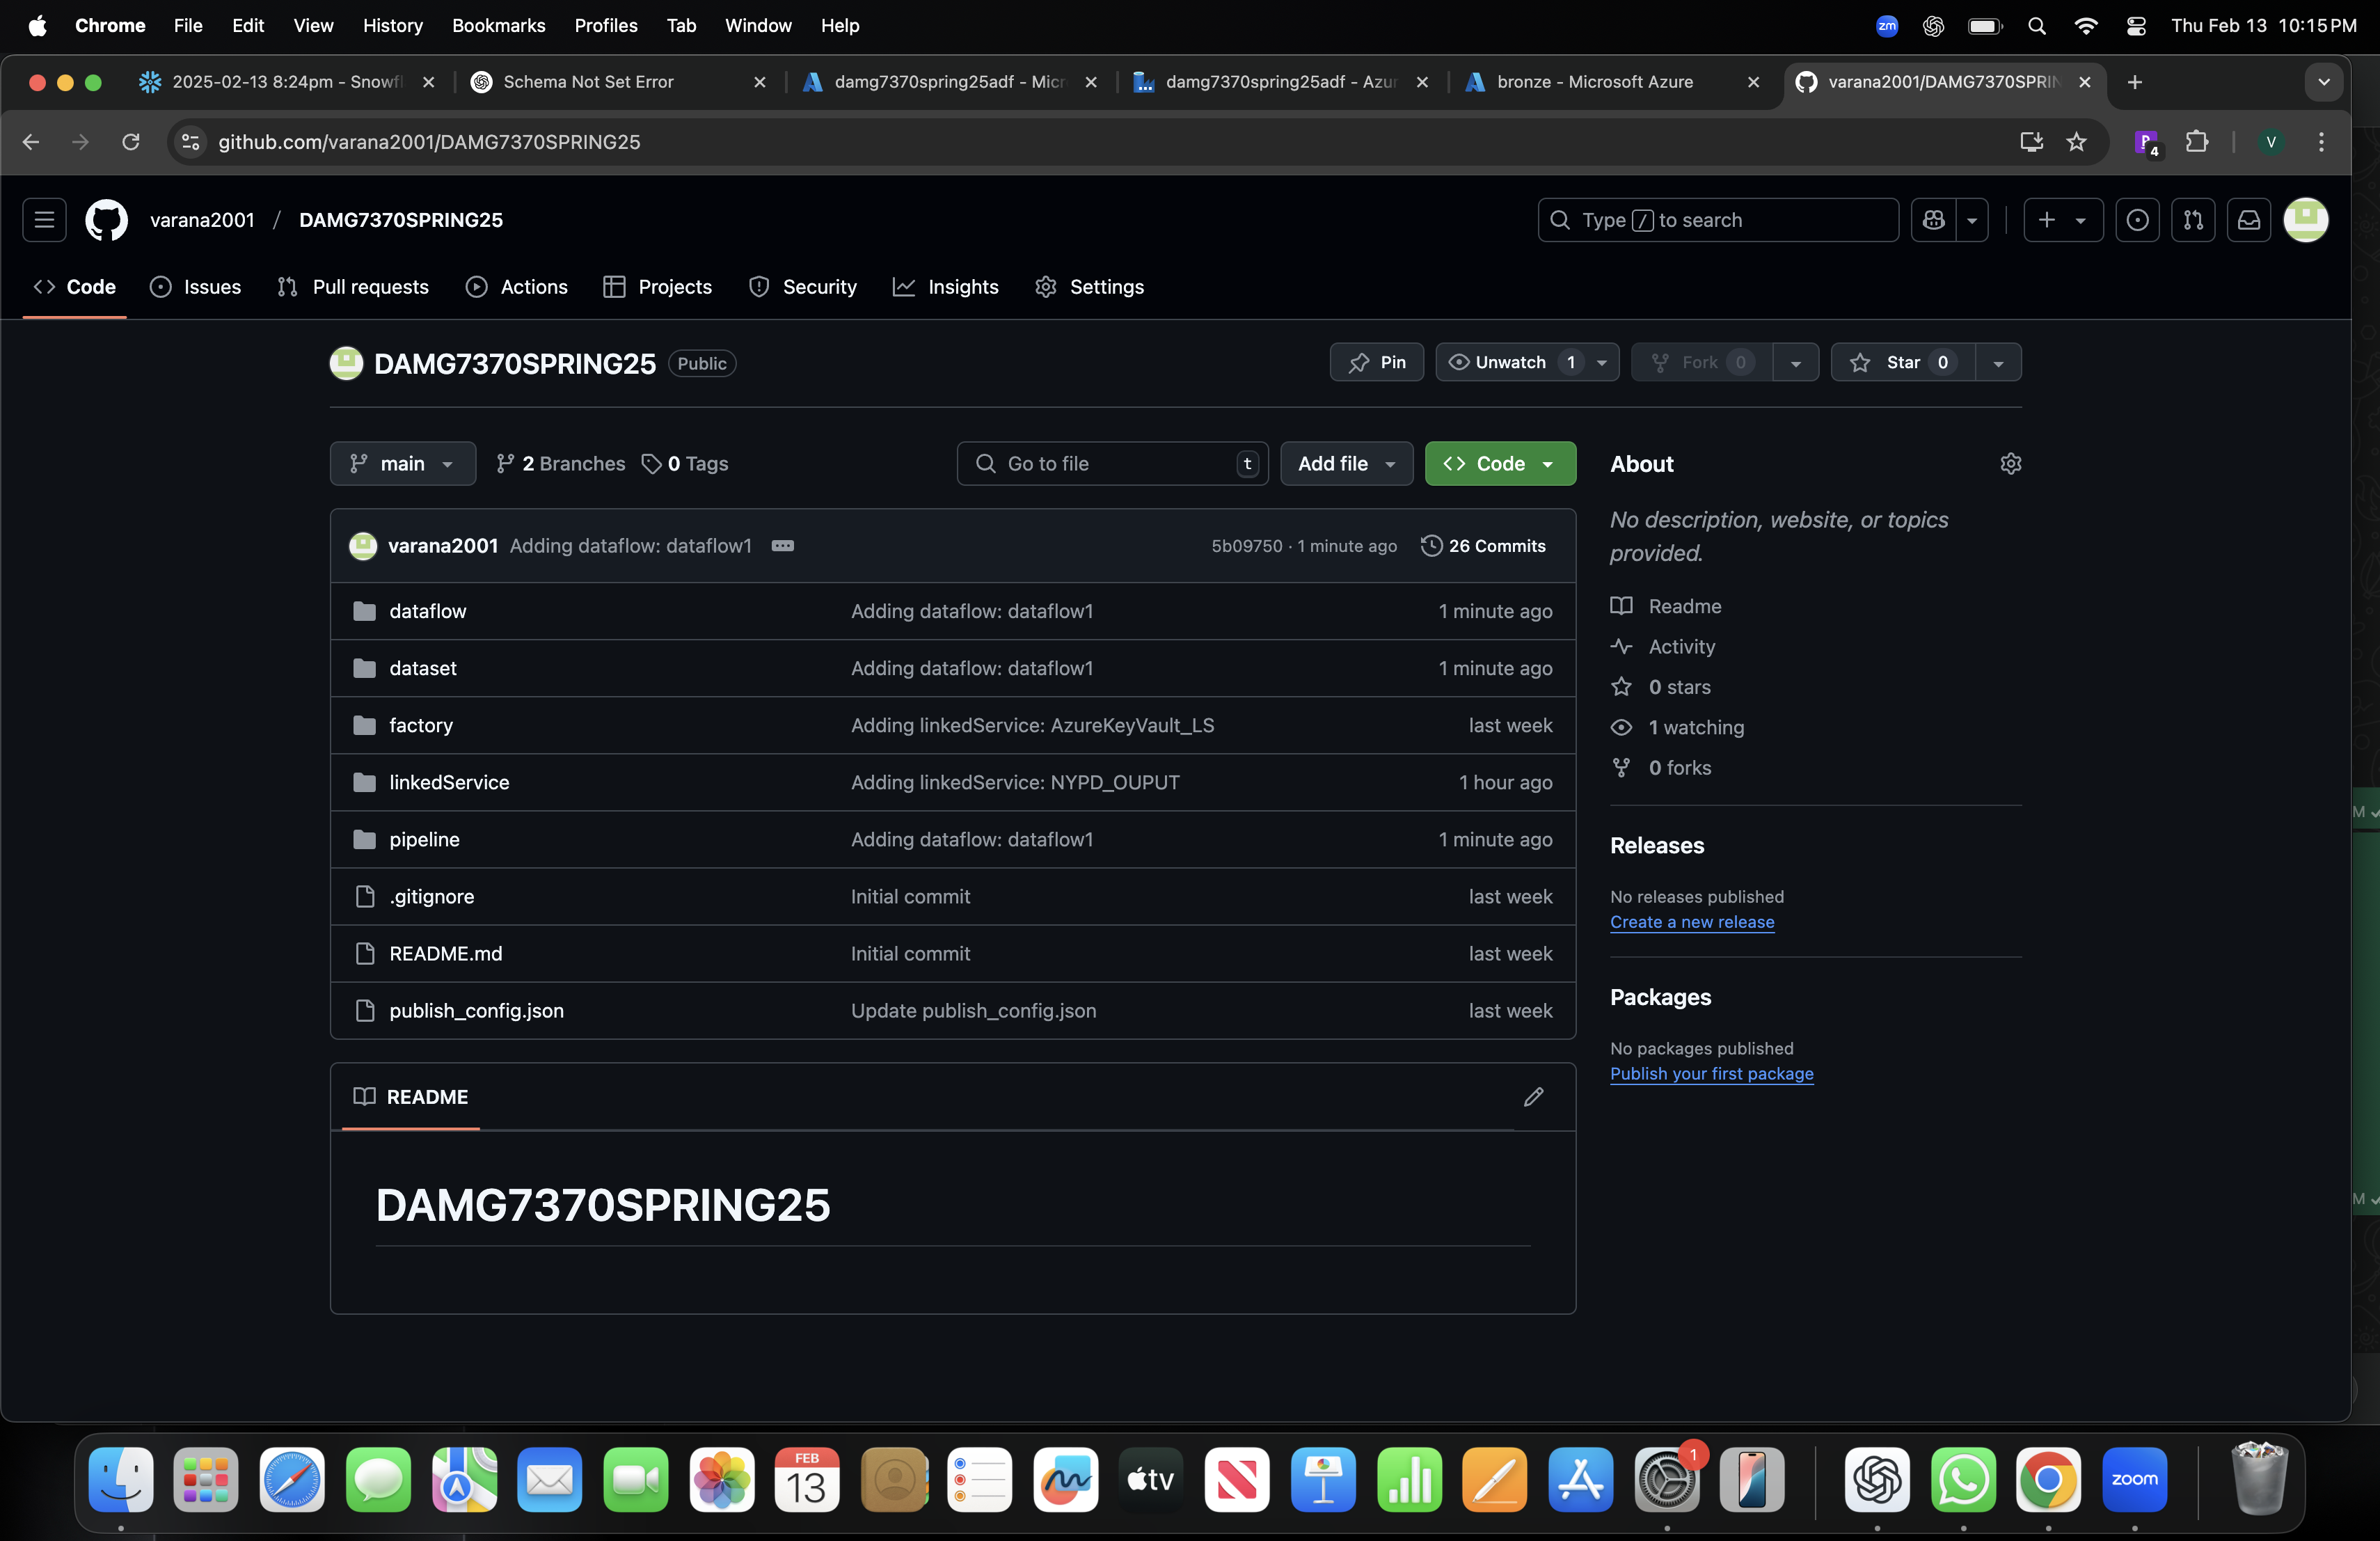 Chrome File Edit View History Bookmarks Profiles Tab Window Help zm Thu Feb 13 10:15 PM
2025-02-13 8:24pm - Snowfl Schema Not Set Error damg7370spring25adf - Micr damg7370spring25adf - Azur bronze - Microsoft Azure varana2001/DAMG7370SPRIN
github.com/varana2001/DAMG7370SPRING25 4 V
varana2001 / DAMG7370SPRING25 Type / to search
Code Issues Pull requests Actions Projects Security Insights Settings
DAMG7370SPRING25 Public Pin Unwatch 1 Fork 0 Star 0
main 2 Branches 0 Tags Go to file t Add file Code
varana2001 Adding dataflow: dataflow1 5b09750 · 1 minute ago 26 Commits
dataflow Adding dataflow: dataflow1 1 minute ago
dataset Adding dataflow: dataflow1 1 minute ago
factory Adding linkedService: AzureKeyVault_LS last week
linkedService Adding linkedService: NYPD_OUPUT 1 hour ago
pipeline Adding dataflow: dataflow1 1 minute ago
.gitignore Initial commit last week
README.md Initial commit last week
publish_config.json Update publish_config.json last week
README
DAMG7370SPRING25
About
No description, website, or topics
provided.
Readme
Activity
0 stars
1 watching
0 forks
Releases
No releases published
Create a new release
Packages
No packages published
Publish your first package
M
M
FEB
13
tv
1
zoom